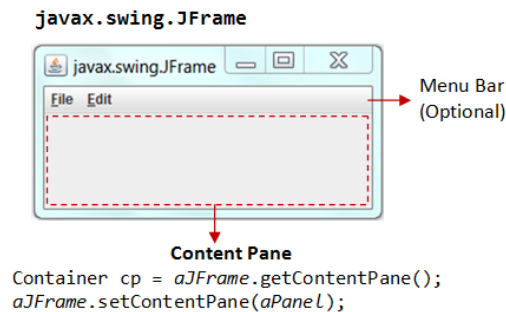 javax.swing.JFrame
javax.swing.JFrame
File Edit
Menu Bar
(Optional)
Content Pane
Container cp = aJFrame.getContentPane();
aJFrame.setContentPane(aPanel);